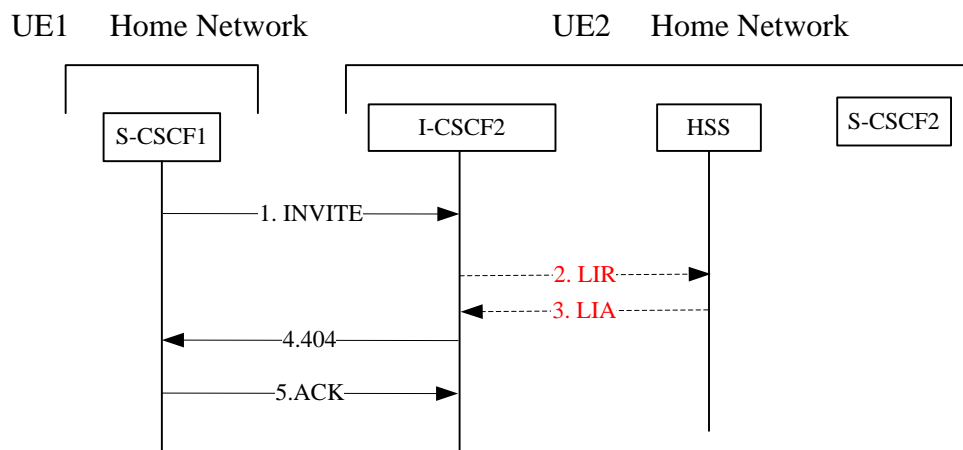 UE1 Home Network
UE2 Home Network
S-CSCF1
I-CSCF2
HSS
S-CSCF2
1. INVITE
2. LIR
3. LIA
4.404
5.ACK